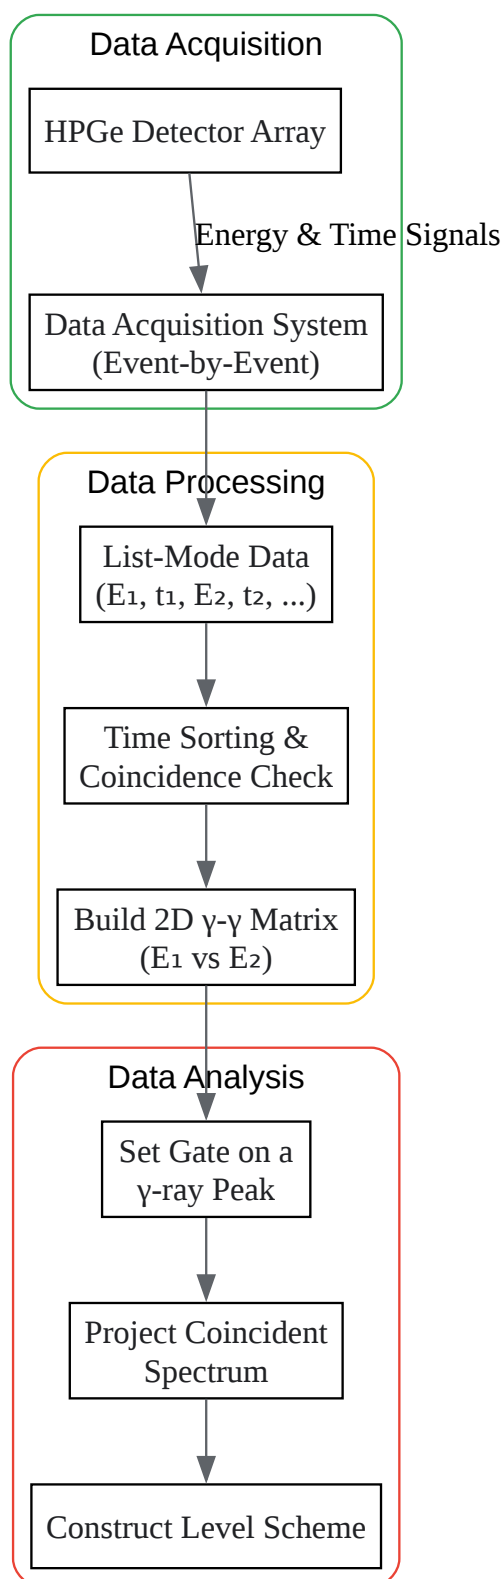 Data Acquisition
HPGe Detector Array
Energy & Time Signals
Data Acquisition System
(Event-by-Event)
Data Processing
List-Mode Data
(E₁, t₁, E₂, t₂, ...)
Time Sorting &
Coincidence Check
Build 2D γ-γ Matrix
(E₁ vs E₂)
Data Analysis
Set Gate on a
γ-ray Peak
Project Coincident
Spectrum
Construct Level Scheme